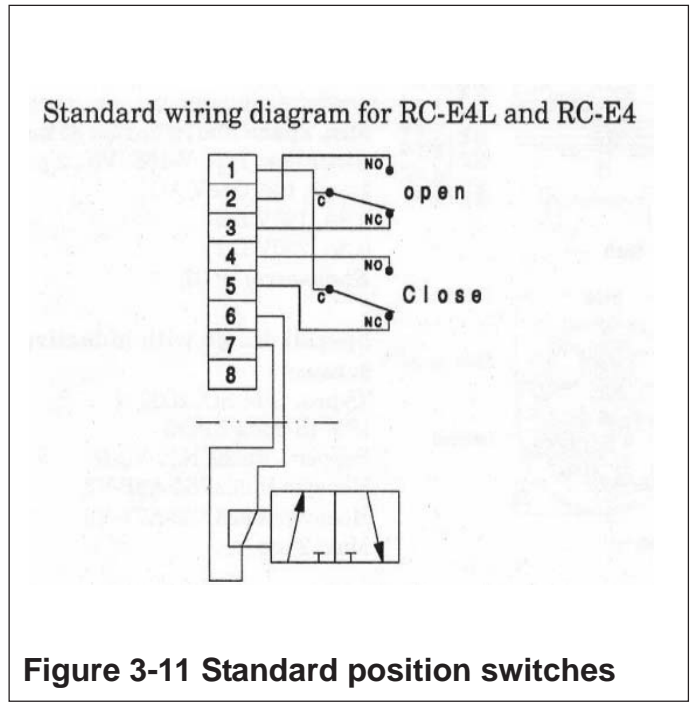 Standard wiring diagram for RC-E4L and RC-E4
1
2
3
4
5
6
7
8
NO
C
open
NC
NO
C
Close
NC
Figure 3-11 Standard position switches